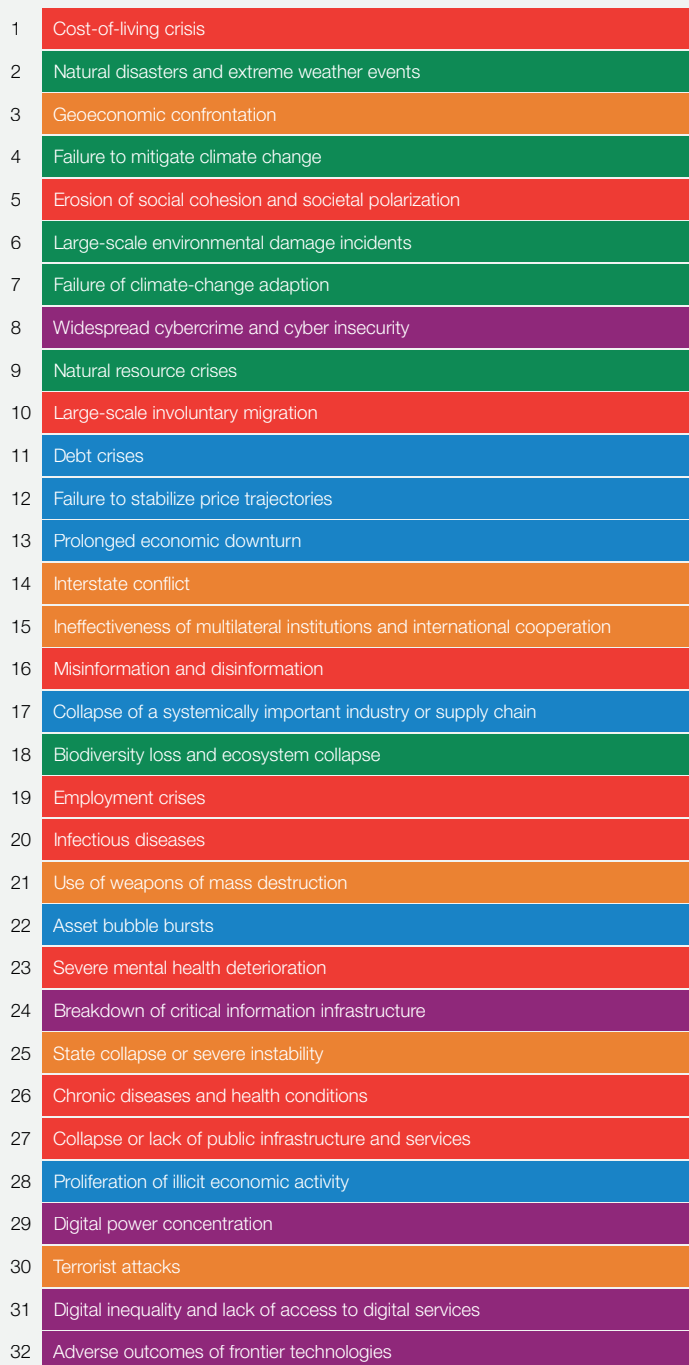 1 Cost-of-living crisis
2 Natural disasters and extreme weather events
3 Geoeconomic confrontation
4 Failure to mitigate climate change
5 Erosion of social cohesion and societal polarization
6 Large-scale environmental damage incidents
7 Failure of climate-change adaption
8 Widespread cybercrime and cyber insecurity
9 Natural resource crises
10 Large-scale involuntary migration
11 Debt crises
12 Failure to stabilize price trajectories
13 Prolonged economic downturn
14 Interstate conflict
15 Ineffectiveness of multilateral institutions and international cooperation
16 Misinformation and disinformation
17 Collapse of a systemically important industry or supply chain
18 Biodiversity loss and ecosystem collapse
19 Employment crises
20 Infectious diseases
21 Use of weapons of mass destruction
22 Asset bubble bursts
23 Severe mental health deterioration
24 Breakdown of critical information infrastructure
25 State collapse or severe instability
26 Chronic diseases and health conditions
27 Collapse or lack of public infrastructure and services
28 Proliferation of illicit economic activity
29 Digital power concentration
30 Terrorist attacks
31 Digital inequality and lack of access to digital services
32 Adverse outcomes of frontier technologies